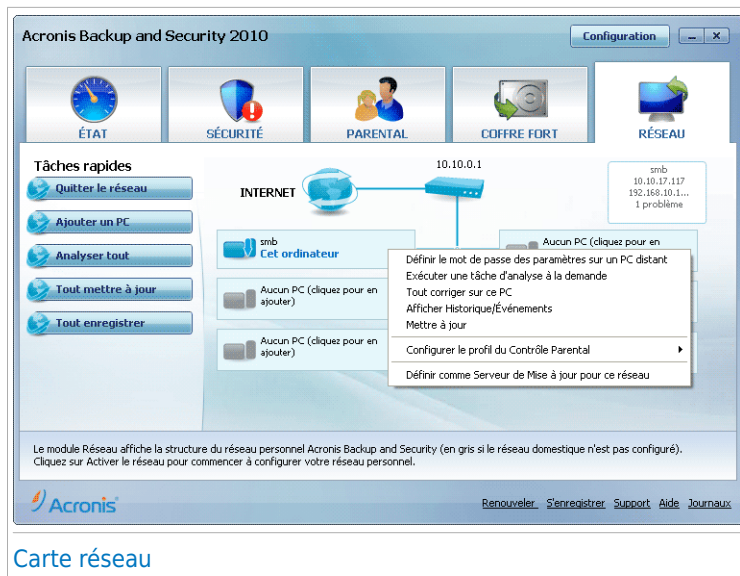 Acronis Backup and Security 2010
Configuration
ÉTAT
SÉCURITÉ
PARENTAL
COFFRE FORT
RÉSEAU
Tâches rapides
Quitter le réseau
Ajouter un PC
Analyser tout
Tout mettre à jour
Tout enregistrer
INTERNET
10.10.0.1
smb
10.10.17.117
192.168.10.1...
1 problème
smb
Cet ordinateur
Aucun PC (cliquez pour en
Aucun PC (cliquez pour en
ajouter)
Aucun PC (cliquez pour en
ajouter)
Définir le mot de passe des paramètres sur un PC distant
Exécuter une tâche d'analyse à la demande
Tout corriger sur ce PC
Afficher Historique/Événements
Mettre à jour
Configurer le profil du Contrôle Parental
Définir comme Serveur de Mise à jour pour ce réseau
Le module Réseau affiche la structure du réseau personnel Acronis Backup and Security (en gris si le réseau domestique n'est pas configuré).
Cliquez sur Activer le réseau pour commencer à configurer votre réseau personnel.
Acronis
Renouveler S'enregistrer Support Aide Journaux
Carte réseau